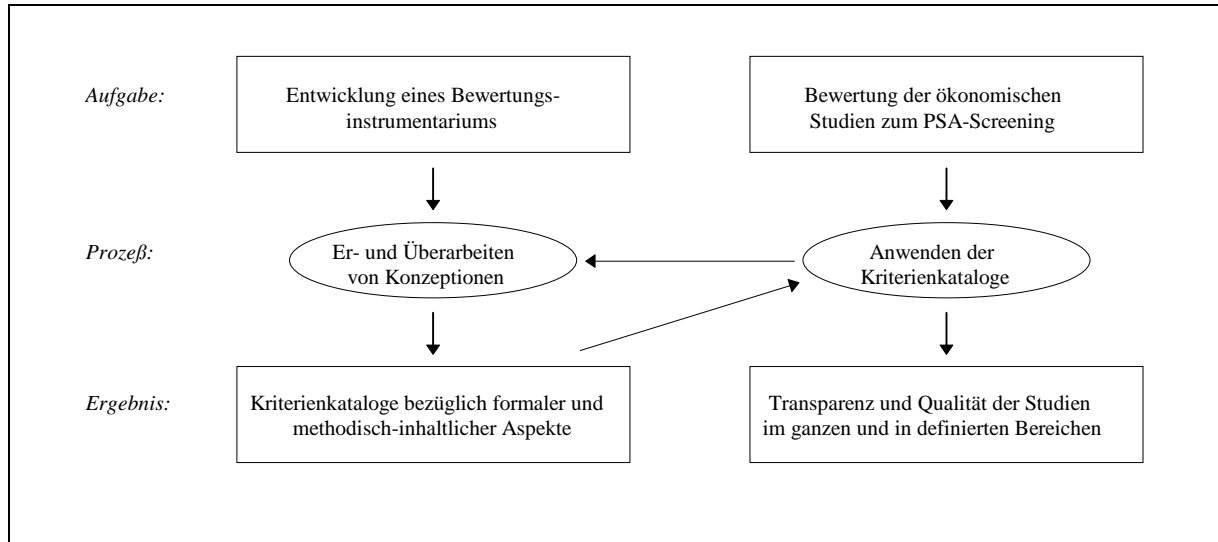 Aufgabe:
Entwicklung eines Bewertungs-
instrumentariums
Bewertung der ökonomischen
Studien zum PSA-Screening
Prozeß:
Er- und Überarbeiten
von Konzeptionen
Anwenden der
Kriterienkataloge
Ergebnis:
Kriterienkataloge bezüglich formaler und
methodisch-inhaltlicher Aspekte
Transparenz und Qualität der Studien
im ganzen und in definierten Bereichen